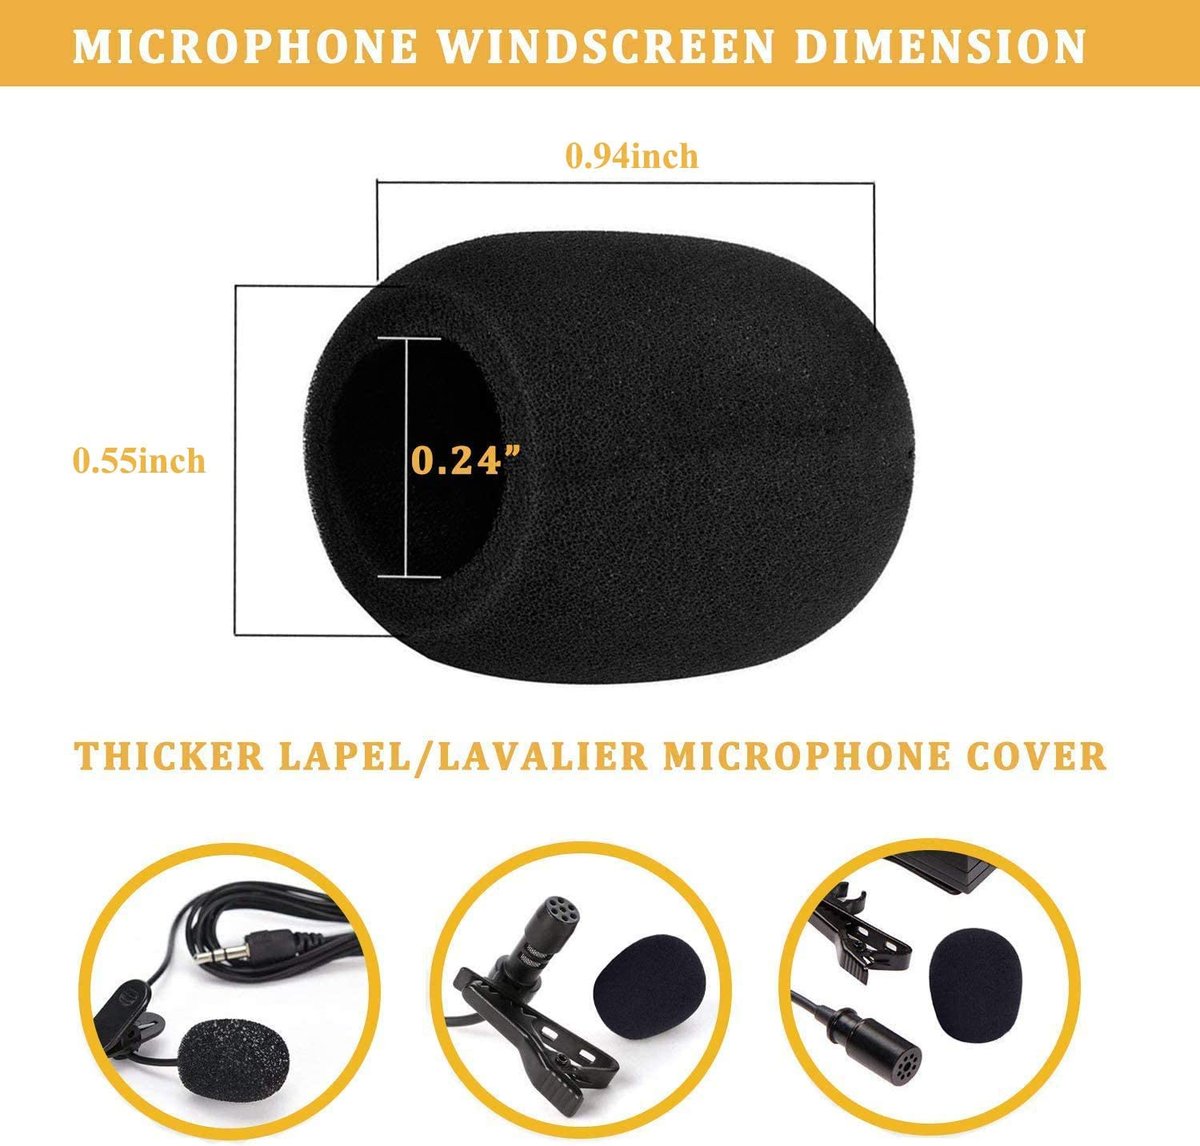 MICROPHONE WINDSCREEN DIMENSION
0.94inch
0.55inch
0.24”
THICKER LAPEL/LAVALIER MICROPHONE COVER